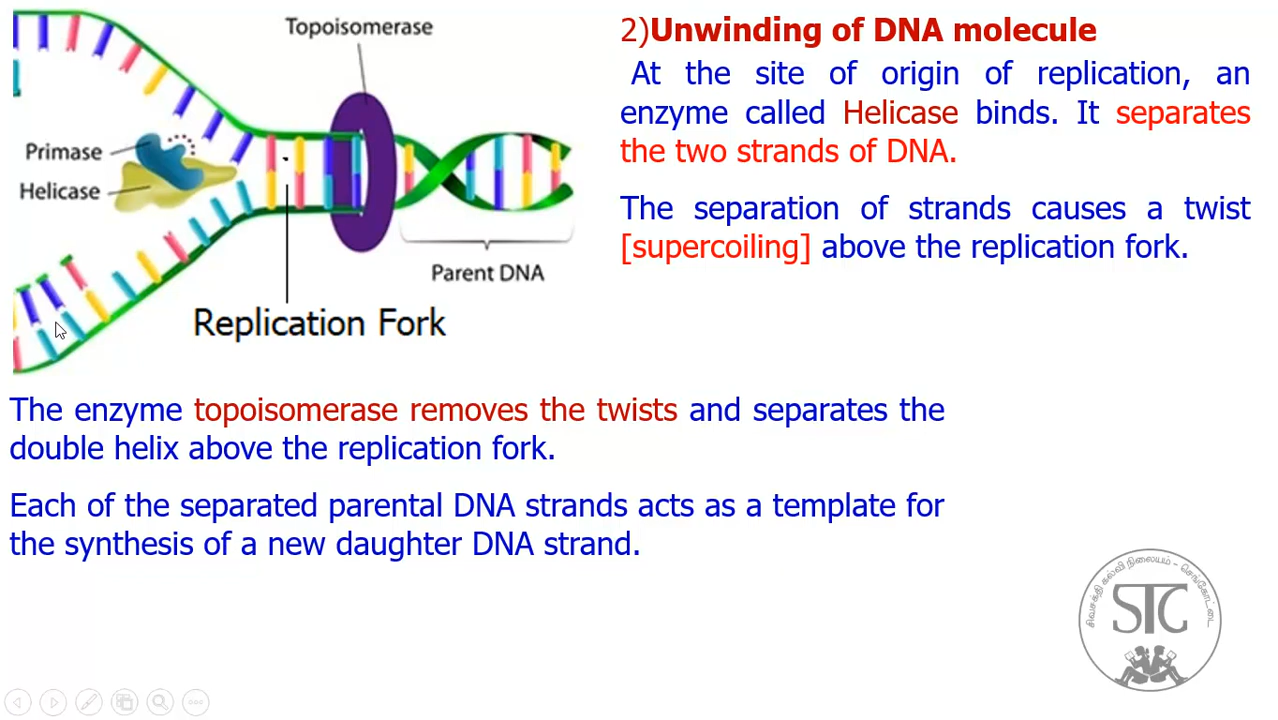 Topoisomerase
Primase
Helicase
Parent DNA
Replication Fork
2)Unwinding of DNA molecule
At the site of origin of replication, an
enzyme called Helicase binds. It separates
the two strands of DNA.
The separation of strands causes a twist
[supercoiling] above the replication fork.
The enzyme topoisomerase removes the twists and separates the
double helix above the replication fork.
Each of the separated parental DNA strands acts as a template for
the synthesis of a new daughter DNA strand.
சிவசக்தி கல்வி நிலையம் - செங்கோட்டை
STC